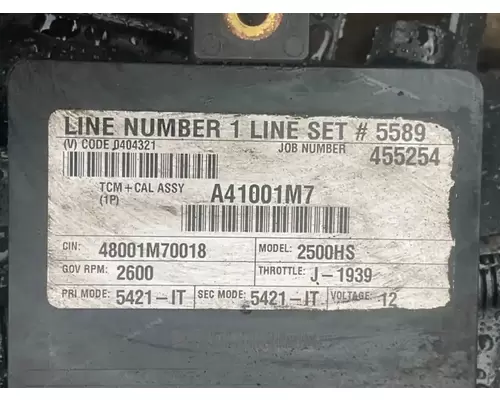 LINE NUMBER 1 LINE SET # 5589
(V) CODE 0404321 JOB NUMBER 455254
TCM+CAL ASSY A41001M7
(1P)
CIN: 48001M70018 MODEL: 2500HS
GOV RPM: 2600 THROTTLE: J-1939
PRI MODE: 5421-IT SEC MODE: 5421-IT VOLTAGE: 12